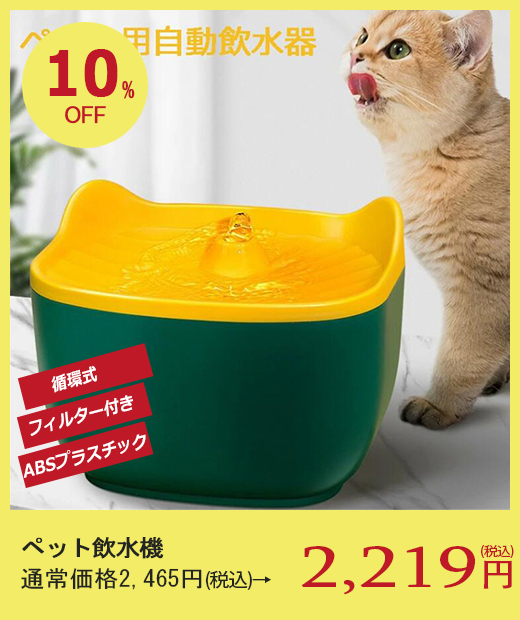 用自動飲水器
10%
OFF
循環式
フィルター付き
ABSプラスチック
ペット飲水機
通常価格2,465円(税込)→
2,219円(税込)